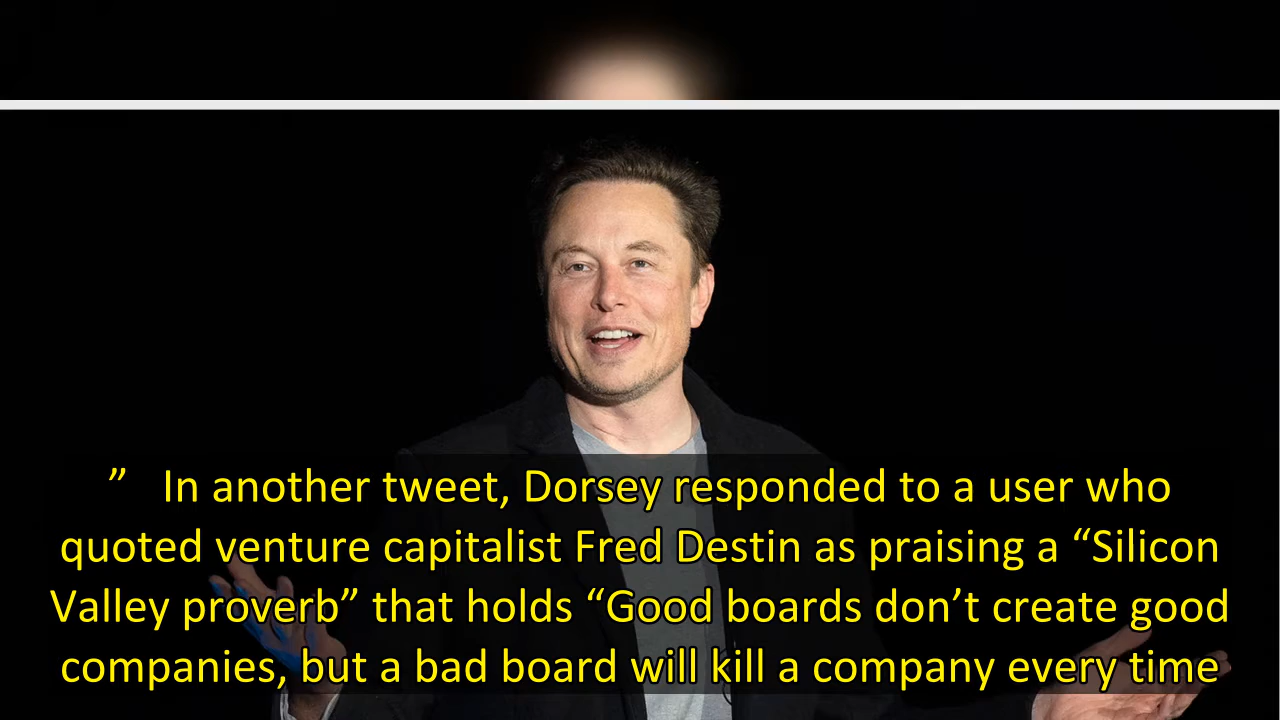 ”   In another tweet, Dorsey responded to a user who
quoted venture capitalist Fred Destin as praising a “Silicon
Valley proverb” that holds “Good boards don’t create good
companies, but a bad board will kill a company every time